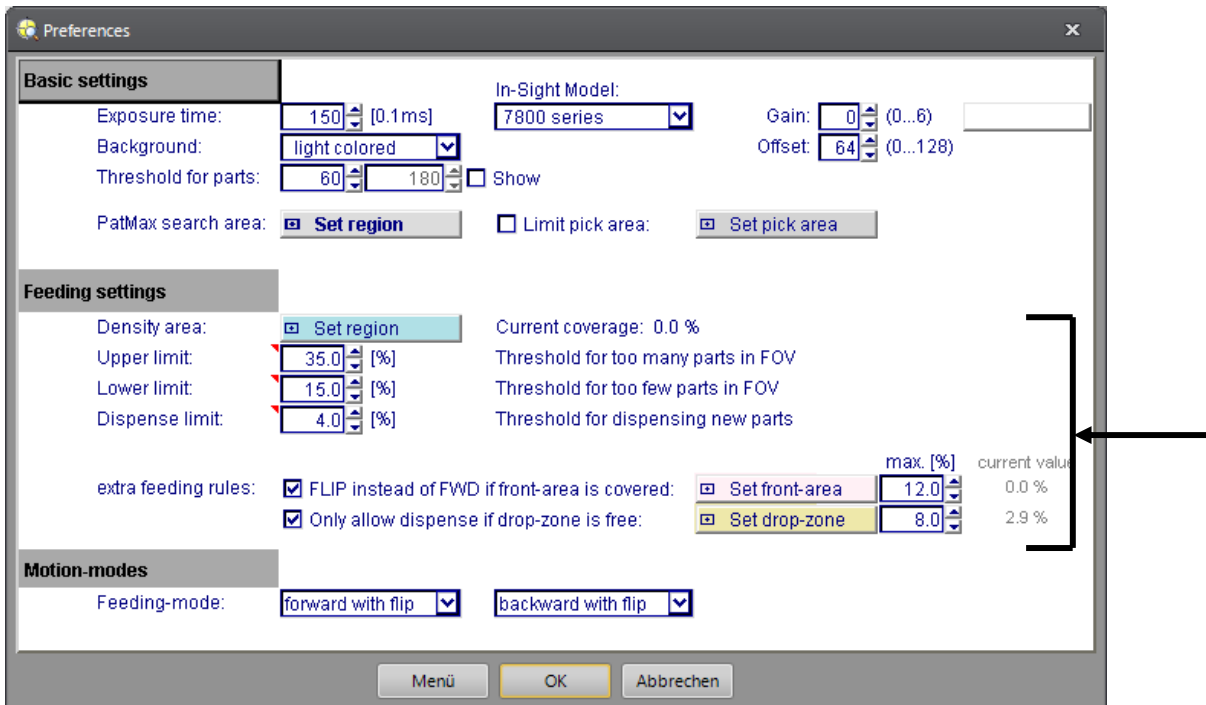 Preferences
Basic settings
In-Sight Model:
Exposure time: 150 [0.1ms] 7800 series Gain: 0 (0...6)
Background: light colored Offset: 64 (0...128)
Threshold for parts: 60 180 Show
PatMax search area: Set region Limit pick area: Set pick area
Feeding settings
Density area: Set region Current coverage: 0.0 %
Upper limit: 35.0 [%] Threshold for too many parts in FOV
Lower limit: 15.0 [%] Threshold for too few parts in FOV
Dispense limit: 4.0 [%] Threshold for dispensing new parts
max. [%] current value
extra feeding rules: FLIP instead of FWD if front-area is covered: Set front-area 12.0 0.0 %
Only allow dispense if drop-zone is free: Set drop-zone 8.0 2.9 %
Motion-modes
Feeding-mode: forward with flip backward with flip
Menü OK Abbrechen